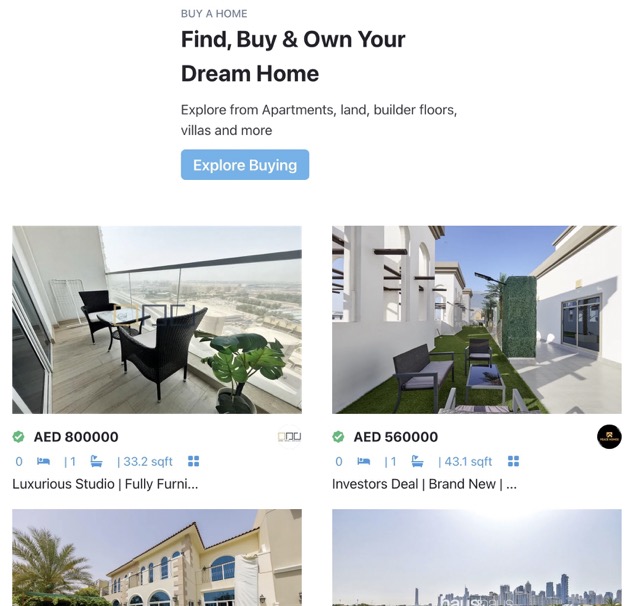 BUY A HOME
Find, Buy & Own Your
Dream Home
Explore from Apartments, land, builder floors,
villas and more
Explore Buying
AED 800000
AED 560000
0 | 1 | 33.2 sqft
0 | 1 | 43.1 sqft
Luxurious Studio | Fully Furni...
Investors Deal | Brand New | ...